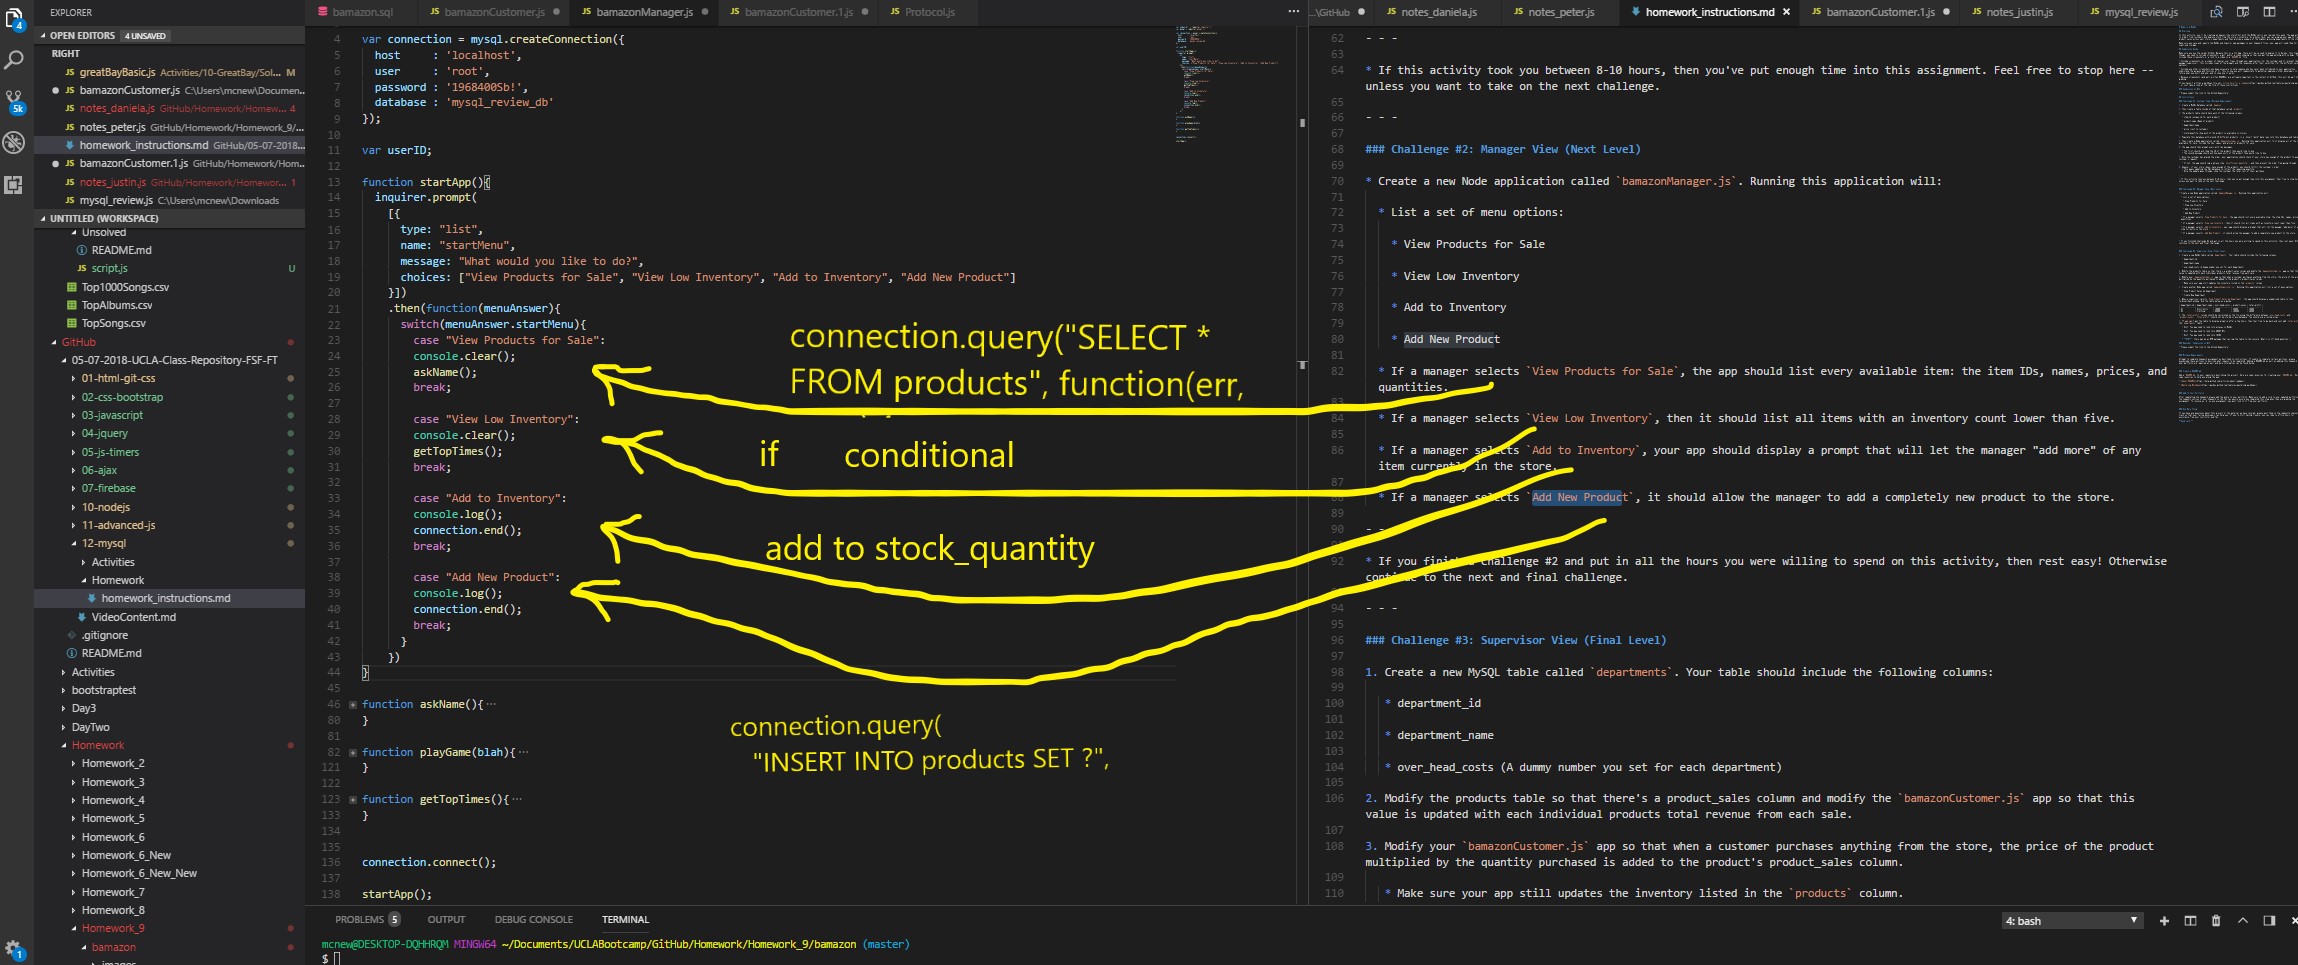 EXPLORER
OPEN EDITORS 4 UNSAVED
RIGHT
JS greatBayBasic.js Activities/10-GreatBay/Sol... M
JS bamazonCustomer.js C:\Users\mcnew\Documen...
JS notes_daniela.js GitHub/Homework/Homew... 4
JS notes_peter.js GitHub/Homework/Homework_9/...
homework_instructions.md GitHub/05-07-2018...
JS bamazonCustomer.1.js GitHub/Homework/Hom...
JS notes_justin.js GitHub/Homework/Homewor... 1
JS mysql_review.js C:\Users\mcnew\Downloads
UNTITLED (WORKSPACE)
Unsolved
README.md
JS script.js U
Top1000Songs.csv
TopAlbums.csv
TopSongs.csv
GitHub
05-07-2018-UCLA-Class-Repository-FSF-FT
01-html-git-css
02-css-bootstrap
03-javascript
04-jquery
05-js-timers
06-ajax
07-firebase
10-nodejs
11-advanced-js
12-mysql
Activities
Homework
homework_instructions.md
VideoContent.md
.gitignore
README.md
Activities
bootstraptest
Day3
DayTwo
Homework
Homework_2
Homework_3
Homework_4
Homework_5
Homework_6
Homework_6_New
Homework_6_New_New
Homework_7
Homework_8
Homework_9
bamazon
images
bamazon.sql JS bamazonCustomer.js JS bamazonManager.js JS bamazonCustomer.1.js JS Protocol.js
4 var connection = mysql.createConnection({
5 host : 'localhost',
6 user : 'root',
7 password : '1968400Sb!',
8 database : 'mysql_review_db'
9 });
10
11 var userID;
12
13 function startApp(){
14 inquirer.prompt(
15 [{
16 type: "list",
17 name: "startMenu",
18 message: "What would you like to do?",
19 choices: ["View Products for Sale", "View Low Inventory", "Add to Inventory", "Add New Product"]
20 }])
21 .then(function(menuAnswer){
22 switch(menuAnswer.startMenu){
23 case "View Products for Sale":
24 console.clear();
25 askName();
26 break;
27
28 case "View Low Inventory":
29 console.clear();
30 getTopTimes();
31 break;
32
33 case "Add to Inventory":
34 console.log();
35 connection.end();
36 break;
37
38 case "Add New Product":
39 console.log();
40 connection.end();
41 break;
42 }
43 })
44 }
45
46 function askName(){...
80 }
81
82 function playGame(blah){...
121 }
122
123 function getTopTimes(){...
133 }
134
135
136 connection.connect();
137
138 startApp();
connection.query("SELECT *
FROM products", function(err,
if conditional
add to stock_quantity
connection.query(
"INSERT INTO products SET ?",
..\GitHub JS notes_daniela.js JS notes_peter.js homework_instructions.md JS bamazonCustomer.1.js JS notes_justin.js JS mysql_review.js
62 - - -
63
64 * If this activity took you between 8-10 hours, then you've put enough time into this assignment. Feel free to stop here --
unless you want to take on the next challenge.
65
66 - - -
67
68 ### Challenge #2: Manager View (Next Level)
69
70 * Create a new Node application called `bamazonManager.js`. Running this application will:
71
72 * List a set of menu options:
73
74 * View Products for Sale
75
76 * View Low Inventory
77
78 * Add to Inventory
79
80 * Add New Product
81
82 * If a manager selects `View Products for Sale`, the app should list every available item: the item IDs, names, prices, and
quantities.
83
84 * If a manager selects `View Low Inventory`, then it should list all items with an inventory count lower than five.
85
86 * If a manager selects `Add to Inventory`, your app should display a prompt that will let the manager "add more" of any
item currently in the store.
87
* If a manager selects `Add New Product`, it should allow the manager to add a completely new product to the store.
89
90 - -
91
92 * If you finished Challenge #2 and put in all the hours you were willing to spend on this activity, then rest easy! Otherwise
continue to the next and final challenge.
94 - - -
95
96 ### Challenge #3: Supervisor View (Final Level)
97
98 1. Create a new MySQL table called `departments`. Your table should include the following columns:
99
100 * department_id
101
102 * department_name
103
104 * over_head_costs (A dummy number you set for each department)
105
106 2. Modify the products table so that there's a product_sales column and modify the `bamazonCustomer.js` app so that this
value is updated with each individual products total revenue from each sale.
107
108 3. Modify your `bamazonCustomer.js` app so that when a customer purchases anything from the store, the price of the product
multiplied by the quantity purchased is added to the product's product_sales column.
109
110 * Make sure your app still updates the inventory listed in the `products` column.
PROBLEMS 5 OUTPUT DEBUG CONSOLE TERMINAL 4: bash
mcnew@DESKTOP-DQHHRQM MINGW64 ~/Documents/UCLABootcamp/GitHub/Homework/Homework_9/bamazon (master)
$
4
5k
1